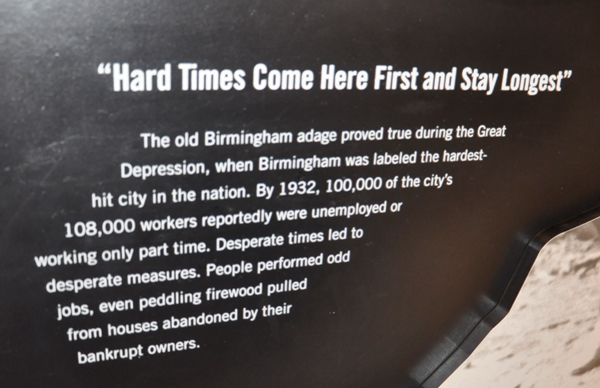 “Hard Times Come Here First and Stay Longest”
The old Birmingham adage proved true during the Great
Depression, when Birmingham was labeled the hardest-
hit city in the nation. By 1932, 100,000 of the city’s
108,000 workers reportedly were unemployed or
working only part time. Desperate times led to
desperate measures. People performed odd
jobs, even peddling firewood pulled
from houses abandoned by their
bankrupt owners.